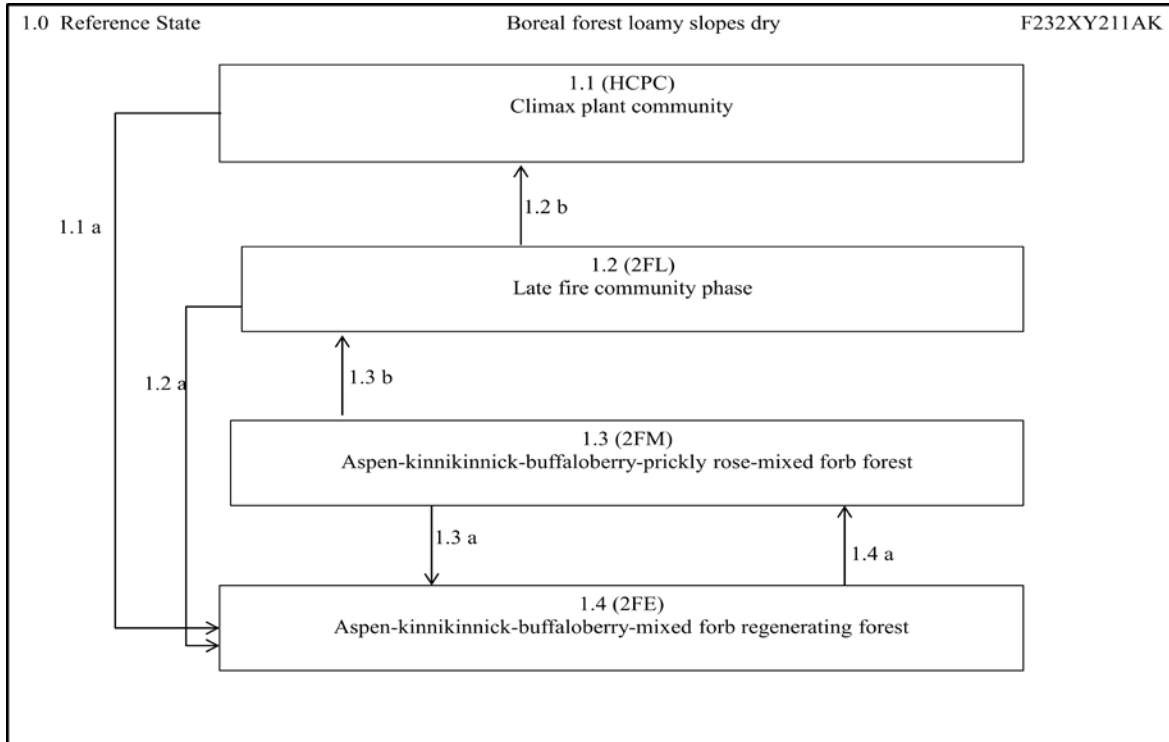 1.0 Reference State
Boreal forest loamy slopes dry
F232XY211AK
1.1 (HCPC)
Climax plant community
1.1 a
1.2 b
1.2 (2FL)
Late fire community phase
1.2 a
1.3 b
1.3 (2FM)
Aspen-kinnikinnick-buffaloberry-prickly rose-mixed forb forest
1.3 a
1.4 a
1.4 (2FE)
Aspen-kinnikinnick-buffaloberry-mixed forb regenerating forest